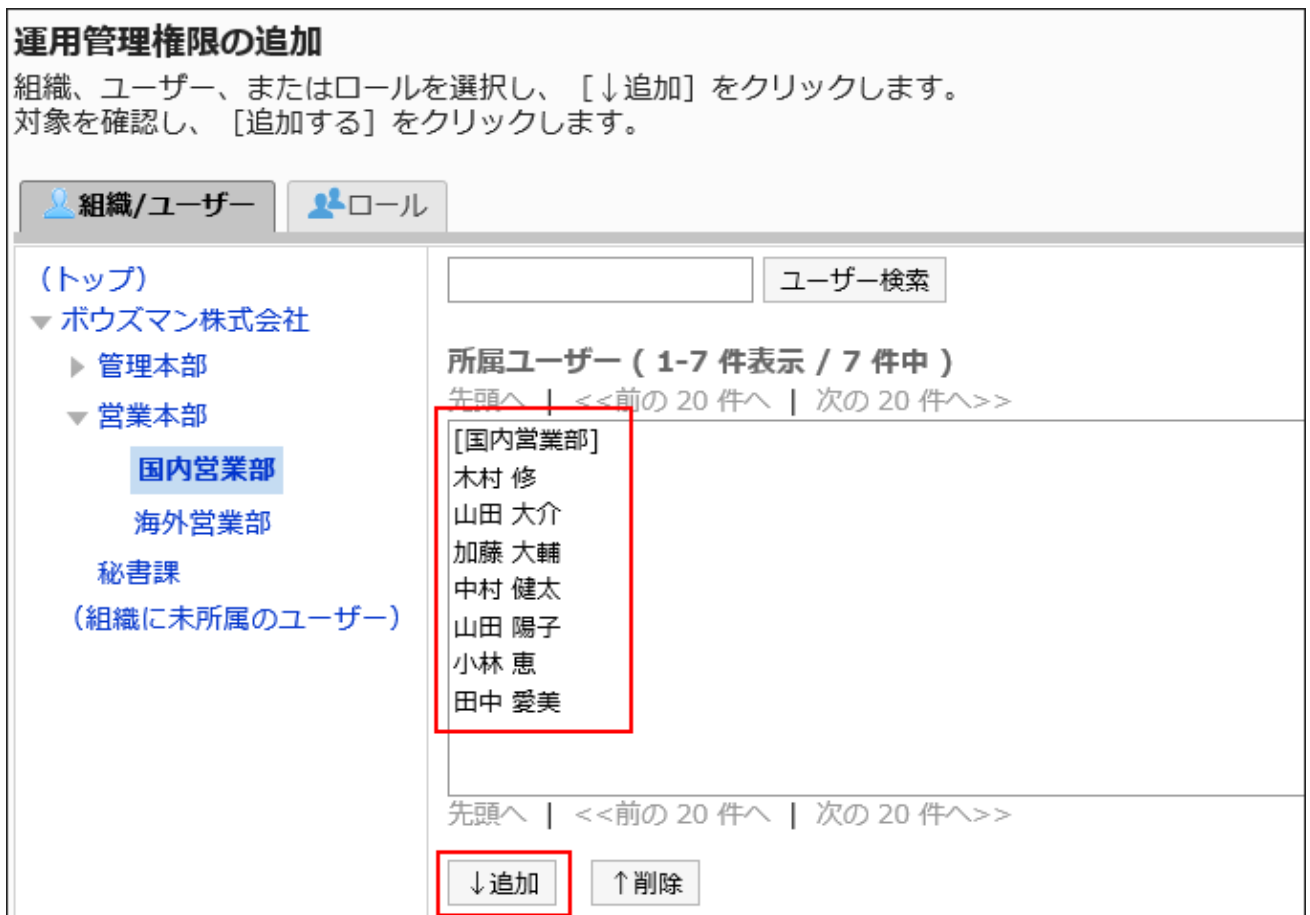 運用管理権限の追加
組織、ユーザー、またはロールを選択し、［↓追加］をクリックします。
対象を確認し、［追加する］をクリックします。
組織/ユーザー ロール
（トップ）
ボウズマン株式会社
管理本部
営業本部
国内営業部
海外営業部
秘書課
（組織に未所属のユーザー）
ユーザー検索
所属ユーザー ( 1-7 件表示 / 7 件中 )
先頭へ | <<前の 20 件へ | 次の 20 件へ>>
[国内営業部]
木村 修
山田 大介
加藤 大輔
中村 健太
山田 陽子
小林 恵
田中 愛美
先頭へ | <<前の 20 件へ | 次の 20 件へ>>
↓追加 ↑削除